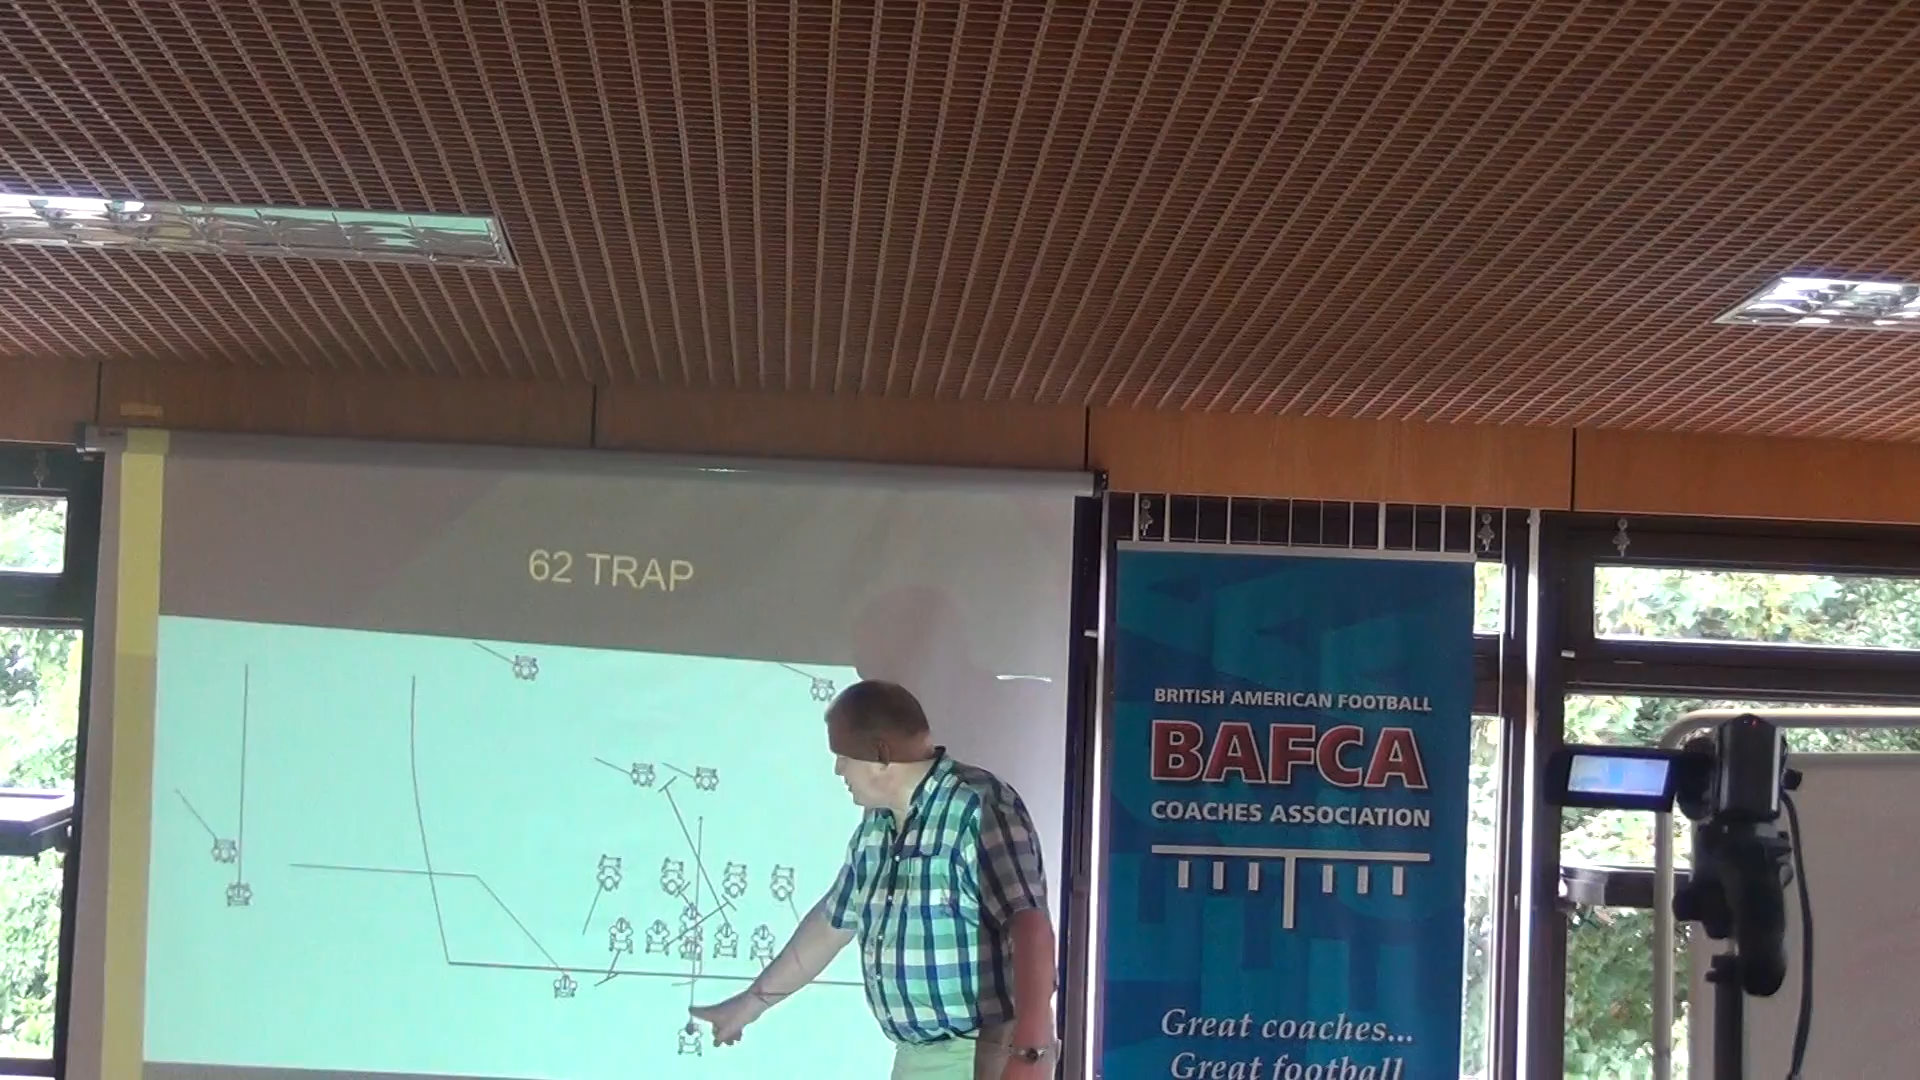 62 TRAP
BRITISH AMERICAN FOOTBALL
BAFCA
COACHES ASSOCIATION
Great coaches...
Great football